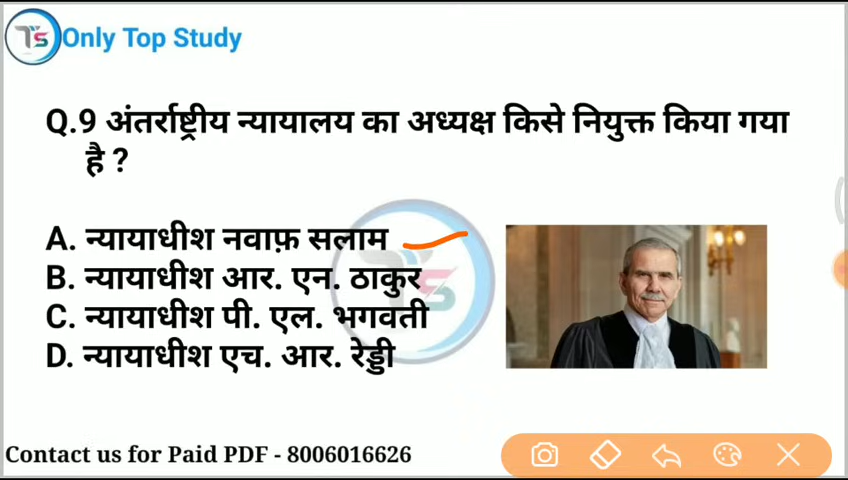 TS Only Top Study
Q.9 अंतर्राष्ट्रीय न्यायालय का अध्यक्ष किसे नियुक्त किया गया
है ?
A. न्यायाधीश नवाफ़ सलाम
B. न्यायाधीश आर. एन. ठाकुर
C. न्यायाधीश पी. एल. भगवती
D. न्यायाधीश एच. आर. रेड्डी
Contact us for Paid PDF - 8006016626